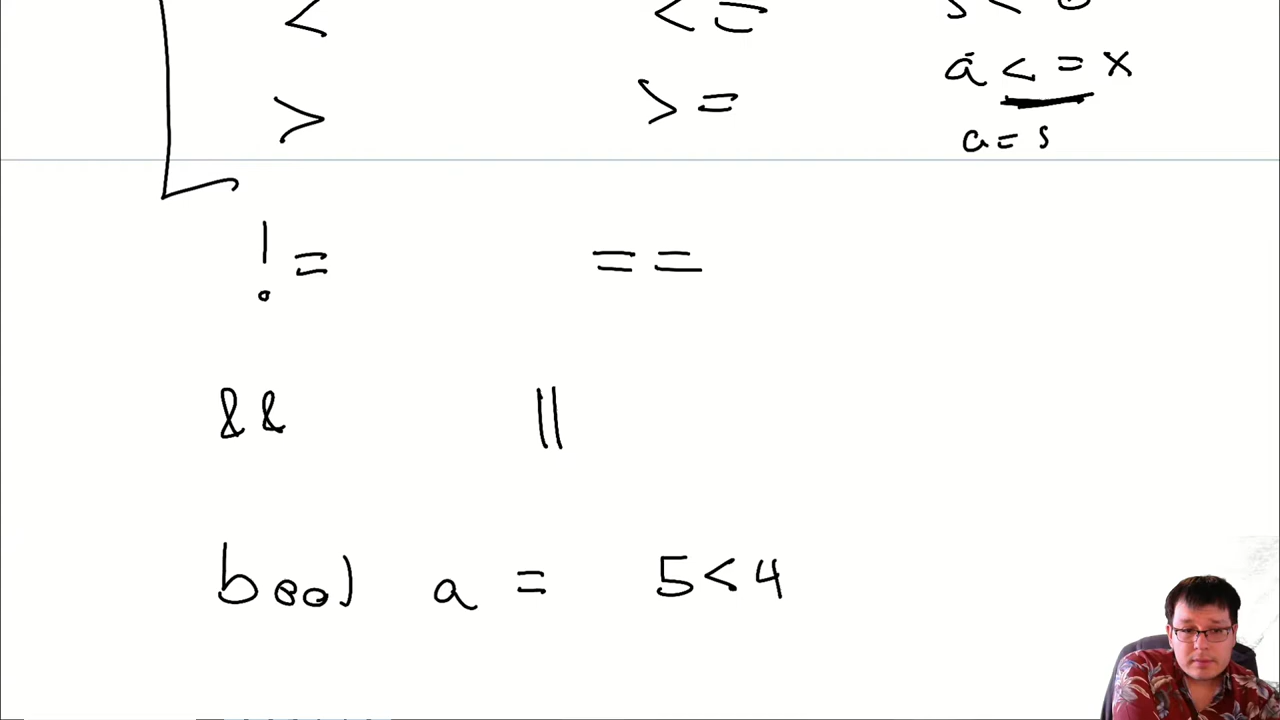 < <=
> >= a <= x
a = s
!= ==
&& ||
bool a = 5<4